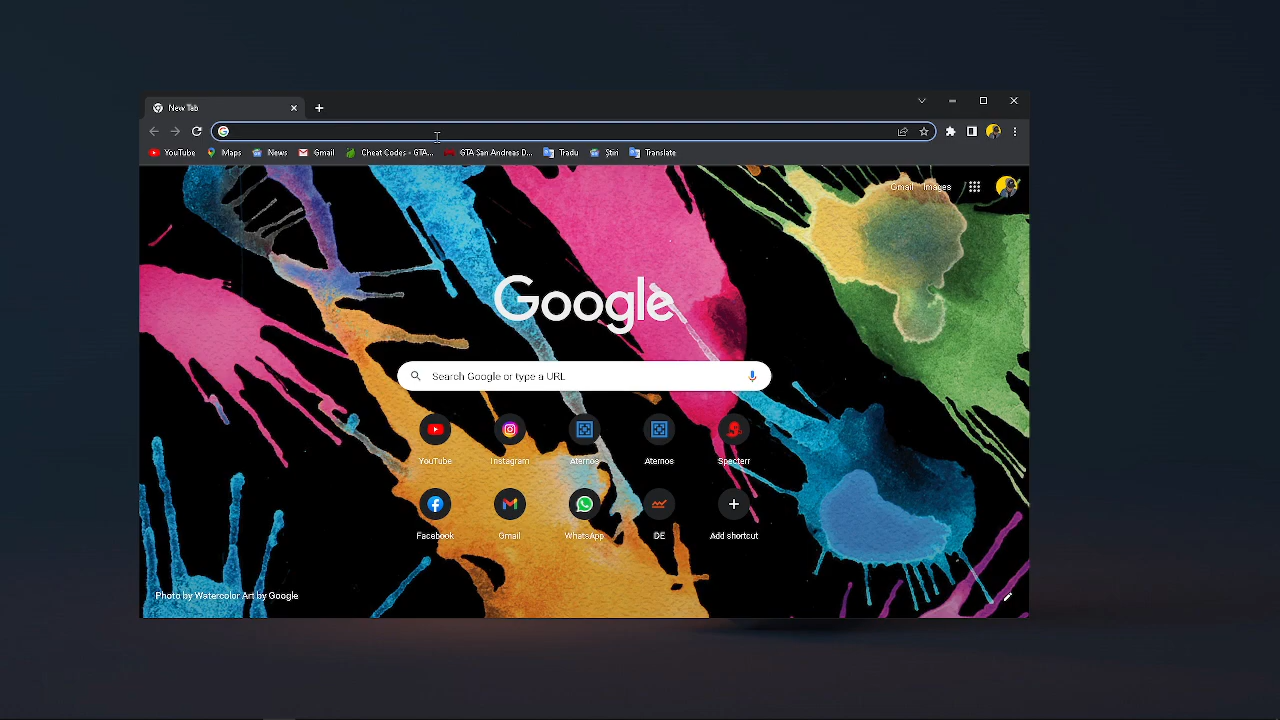 New Tab
YouTube Maps News Gmail Cheat Codes - GTA... GTA San Andreas D... Tradu Știri Translate
Gmail Images
Google
Search Google or type a URL
YouTube Instagram Aternos Aternos Specterr
Facebook Gmail WhatsApp IDE Add shortcut
Photo by Watercolor Art by Google